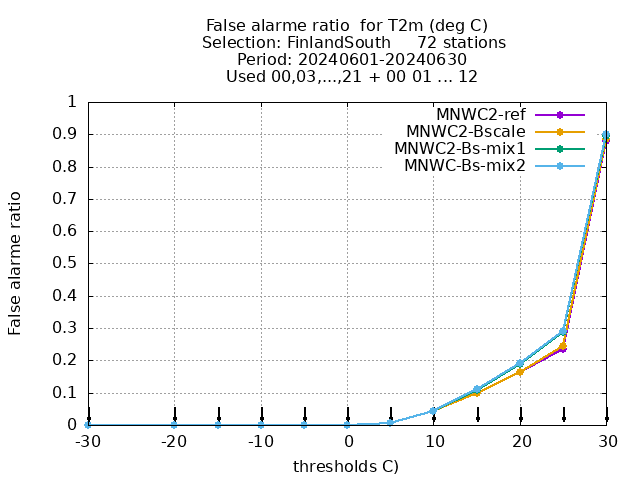 False alarme ratio  for T2m (deg C)
Selection: FinlandSouth     72 stations
Period: 20240601-20240630
Used 00,03,...,21 + 00 01 ... 12
MNWC2-ref
MNWC2-Bscale
MNWC2-Bs-mix1
MNWC-Bs-mix2
False alarme ratio
1
0.9
0.8
0.7
0.6
0.5
0.4
0.3
0.2
0.1
0
-30 -20 -10 0 10 20 30
thresholds C)